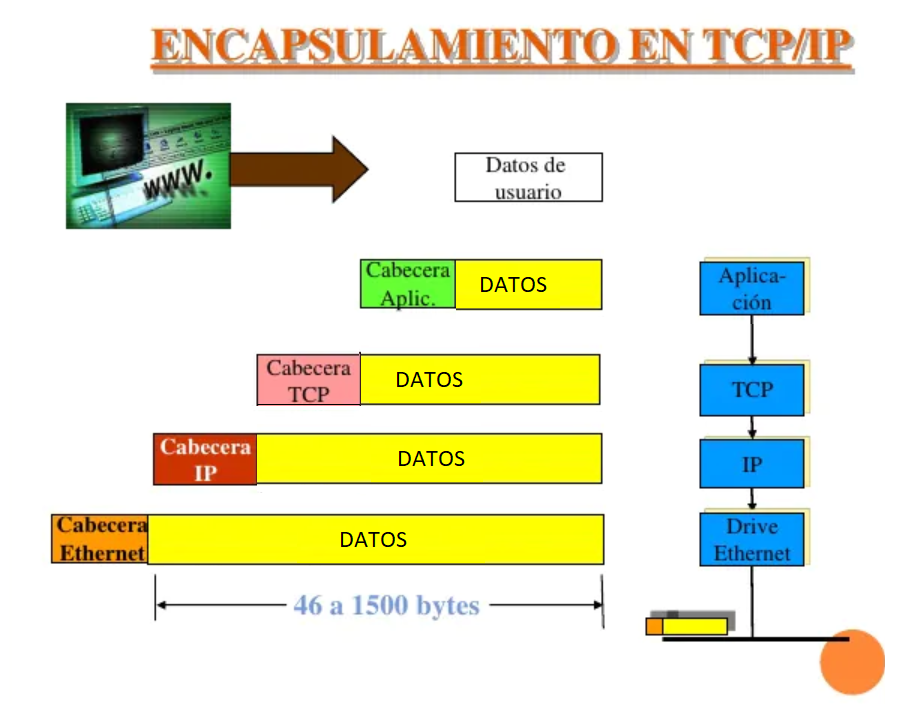 ENCAPSULAMIENTO EN TCP/IP
www.
Datos de
usuario
Cabecera
Aplic.
DATOS
Aplica-
ción
Cabecera
TCP
DATOS
TCP
Cabecera
IP
DATOS
IP
Cabecera
Ethernet
DATOS
Drive
Ethernet
46 a 1500 bytes